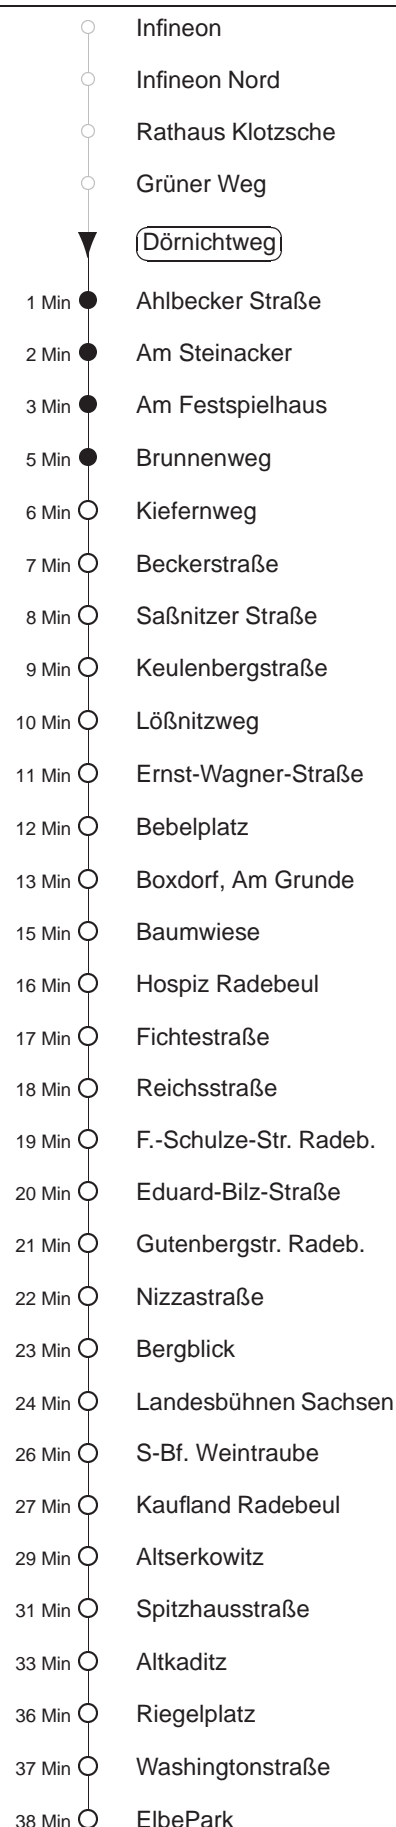 Infineon
Infineon Nord
Rathaus Klotzsche
Grüner Weg
Dörnichtweg
1 Min Ahlbecker Straße
2 Min Am Steinacker
3 Min Am Festspielhaus
5 Min Brunnenweg
6 Min Kiefernweg
7 Min Beckerstraße
8 Min Saßnitzer Straße
9 Min Keulenbergstraße
10 Min Lößnitzweg
11 Min Ernst-Wagner-Straße
12 Min Bebelplatz
13 Min Boxdorf, Am Grunde
15 Min Baumwiese
16 Min Hospiz Radebeul
17 Min Fichtestraße
18 Min Reichsstraße
19 Min F.-Schulze-Str. Radeb.
20 Min Eduard-Bilz-Straße
21 Min Gutenbergstr. Radeb.
22 Min Nizzastraße
23 Min Bergblick
24 Min Landesbühnen Sachsen
26 Min S-Bf. Weintraube
27 Min Kaufland Radebeul
29 Min Altserkowitz
31 Min Spitzhausstraße
33 Min Altkaditz
36 Min Riegelplatz
37 Min Washingtonstraße
38 Min ElbePark